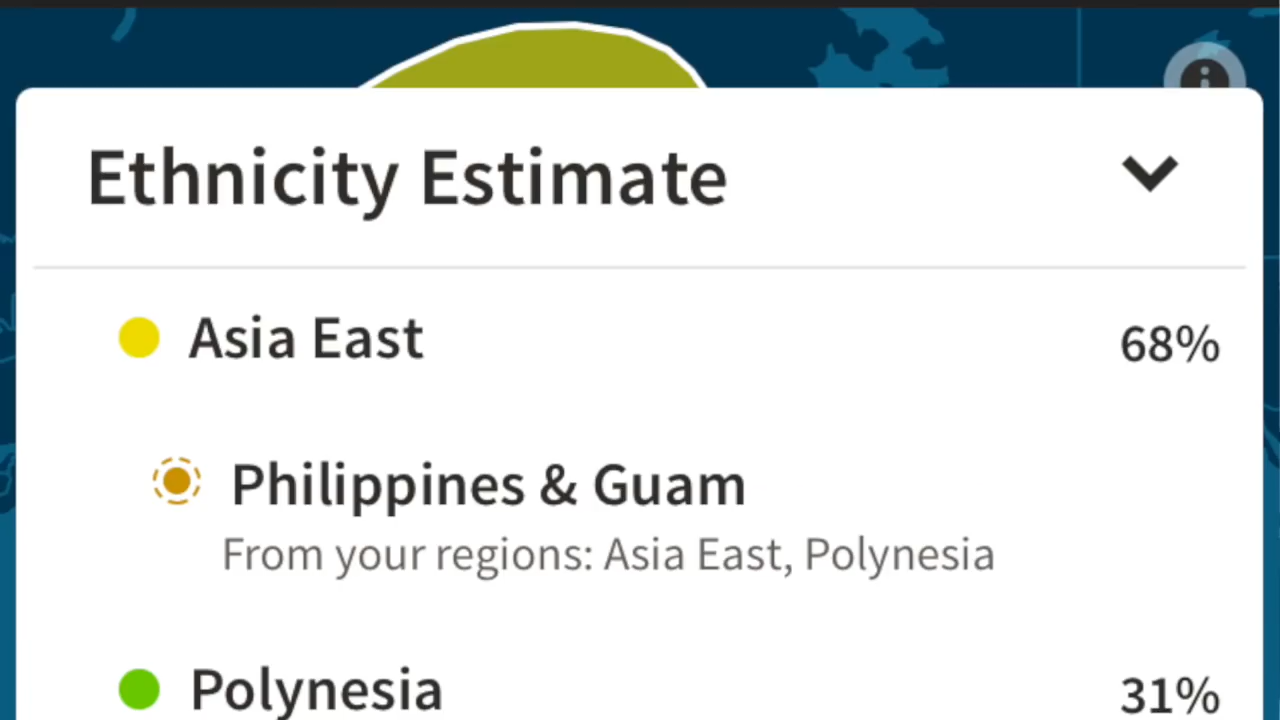 Ethnicity Estimate
Asia East 68%
Philippines & Guam
From your regions: Asia East, Polynesia
Polynesia 31%